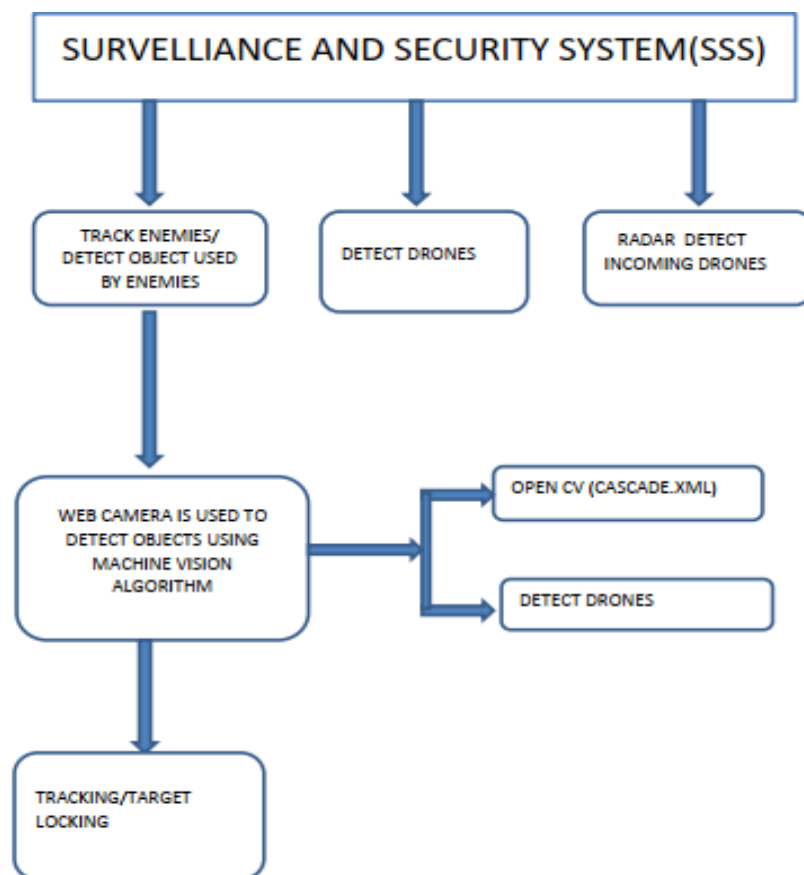 SURVELLIANCE AND SECURITY SYSTEM(SSS)
TRACK ENEMIES/
DETECT OBJECT USED
BY ENEMIES
DETECT DRONES
RADAR DETECT
INCOMING DRONES
WEB CAMERA IS USED TO
DETECT OBJECTS USING
MACHINE VISION
ALGORITHM
OPEN CV (CASCADE.XML)
DETECT DRONES
TRACKING/TARGET
LOCKING